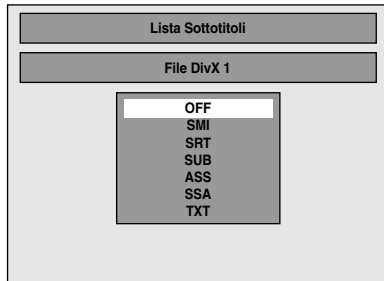 Lista Sottotitoli
File DivX 1
OFF
SMI
SRT
SUB
ASS
SSA
TXT